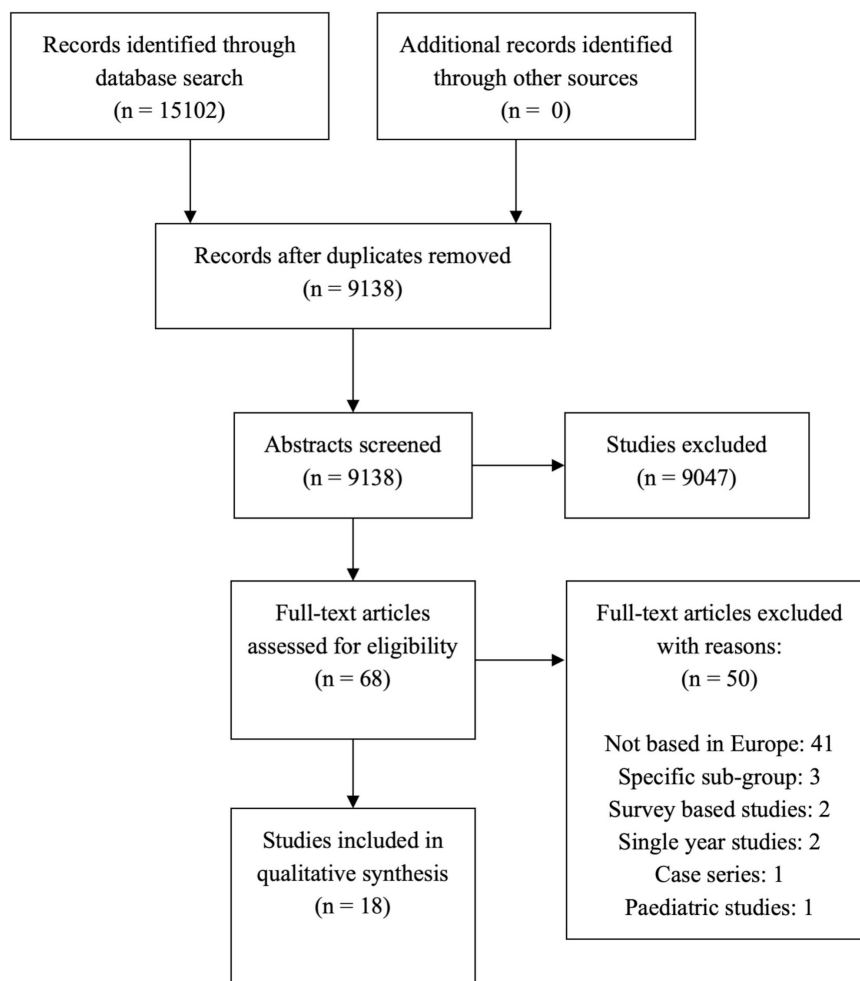 Records identified through
database search
(n = 15102)
Additional records identified
through other sources
(n = 0)
Records after duplicates removed
(n = 9138)
Abstracts screened
(n = 9138)
Studies excluded
(n = 9047)
Full-text articles
assessed for eligibility
(n = 68)
Full-text articles excluded
with reasons:
(n = 50)
Not based in Europe: 41
Specific sub-group: 3
Survey based studies: 2
Single year studies: 2
Case series: 1
Paediatric studies: 1
Studies included in
qualitative synthesis
(n = 18)